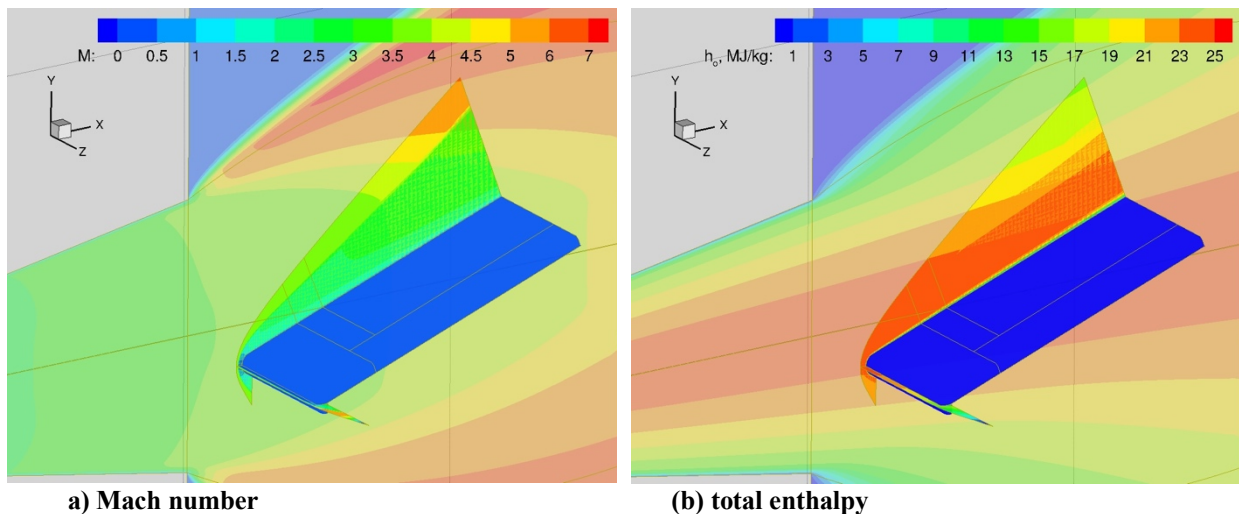 M: 0 0.5 1 1.5 2 2.5 3 3.5 4 4.5 5 6 7
Y
X
Z
h₀, MJ/kg: 1 3 5 7 9 11 13 15 17 19 21 23 25
Y
X
Z
a) Mach number
(b) total enthalpy